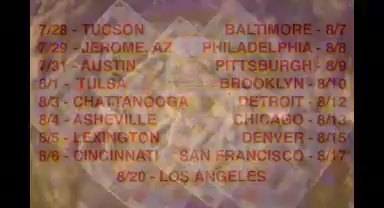 7/28 - TUCSON BALTIMORE - 8/7
7/29 - JEROME, AZ PHILADELPHIA - 8/8
7/31 - AUSTIN PITTSBURGH - 8/9
8/1 - TULSA BROOKLYN - 8/10
8/3 - CHATTANOOGA DETROIT - 8/12
8/4 - ASHEVILLE CHICAGO - 8/13
8/5 - LEXINGTON DENVER - 8/15
8/6 - CINCINNATI SAN FRANCISCO - 8/17
8/20 - LOS ANGELES